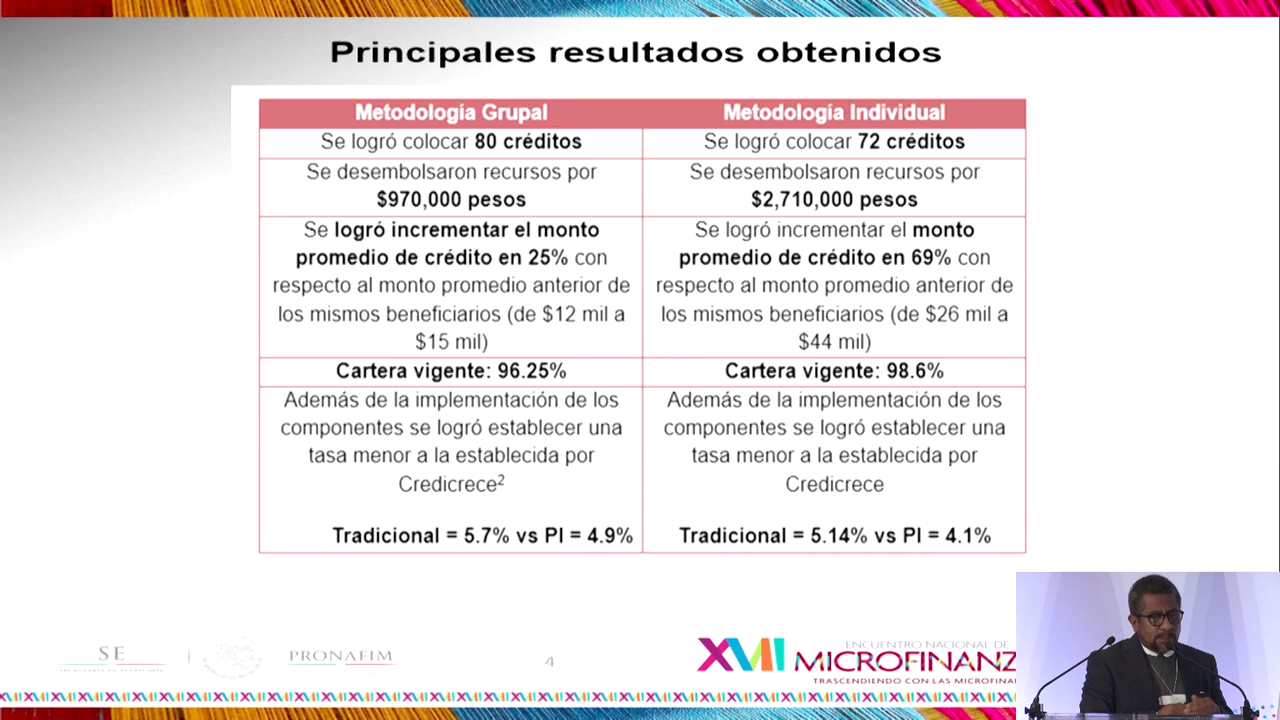 Principales resultados obtenidos
Metodología Grupal
Metodología Individual
Se logró colocar 80 créditos
Se logró colocar 72 créditos
Se desembolsaron recursos por
$970,000 pesos
Se desembolsaron recursos por
$2,710,000 pesos
Se logró incrementar el monto
promedio de crédito en 25% con
respecto al monto promedio anterior de
los mismos beneficiarios (de $12 mil a
$15 mil)
Se logró incrementar el monto
promedio de crédito en 69% con
respecto al monto promedio anterior de
los mismos beneficiarios (de $26 mil a
$44 mil)
Cartera vigente: 96.25%
Cartera vigente: 98.6%
Además de la implementación de los
componentes se logró establecer una
tasa menor a la establecida por
Credicrece²
Tradicional = 5.7% vs PI = 4.9%
Además de la implementación de los
componentes se logró establecer una
tasa menor a la establecida por
Credicrece
Tradicional = 5.14% vs PI = 4.1%
SE
PRONAFIM
4
XVII
ENCUENTRO NACIONAL DE
MICROFINANZ
TRASCENDIENDO CON LAS MICROFINA